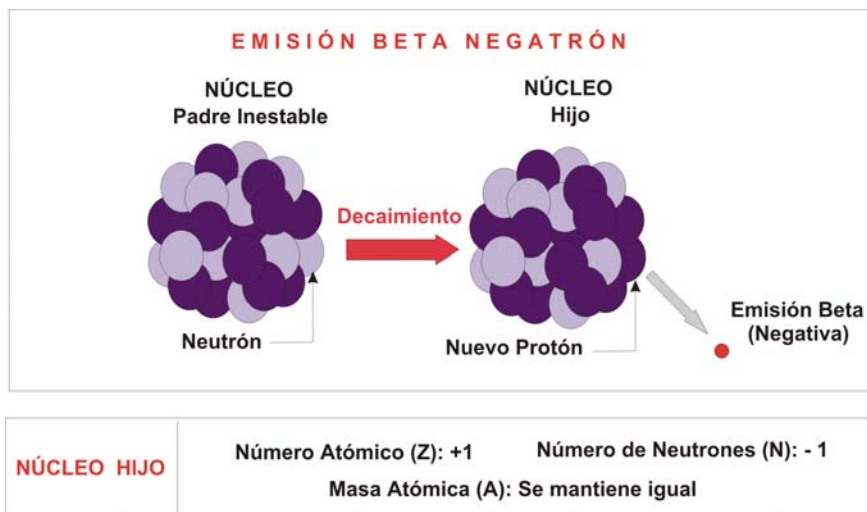 EMISIÓN BETA NEGATRÓN
NÚCLEO
Padre Inestable
NÚCLEO
Hijo
Decaimiento
Neutrón
Nuevo Protón
Emisión Beta
(Negativa)
NÚCLEO HIJO
Número Atómico (Z): +1
Número de Neutrones (N): - 1
Masa Atómica (A): Se mantiene igual